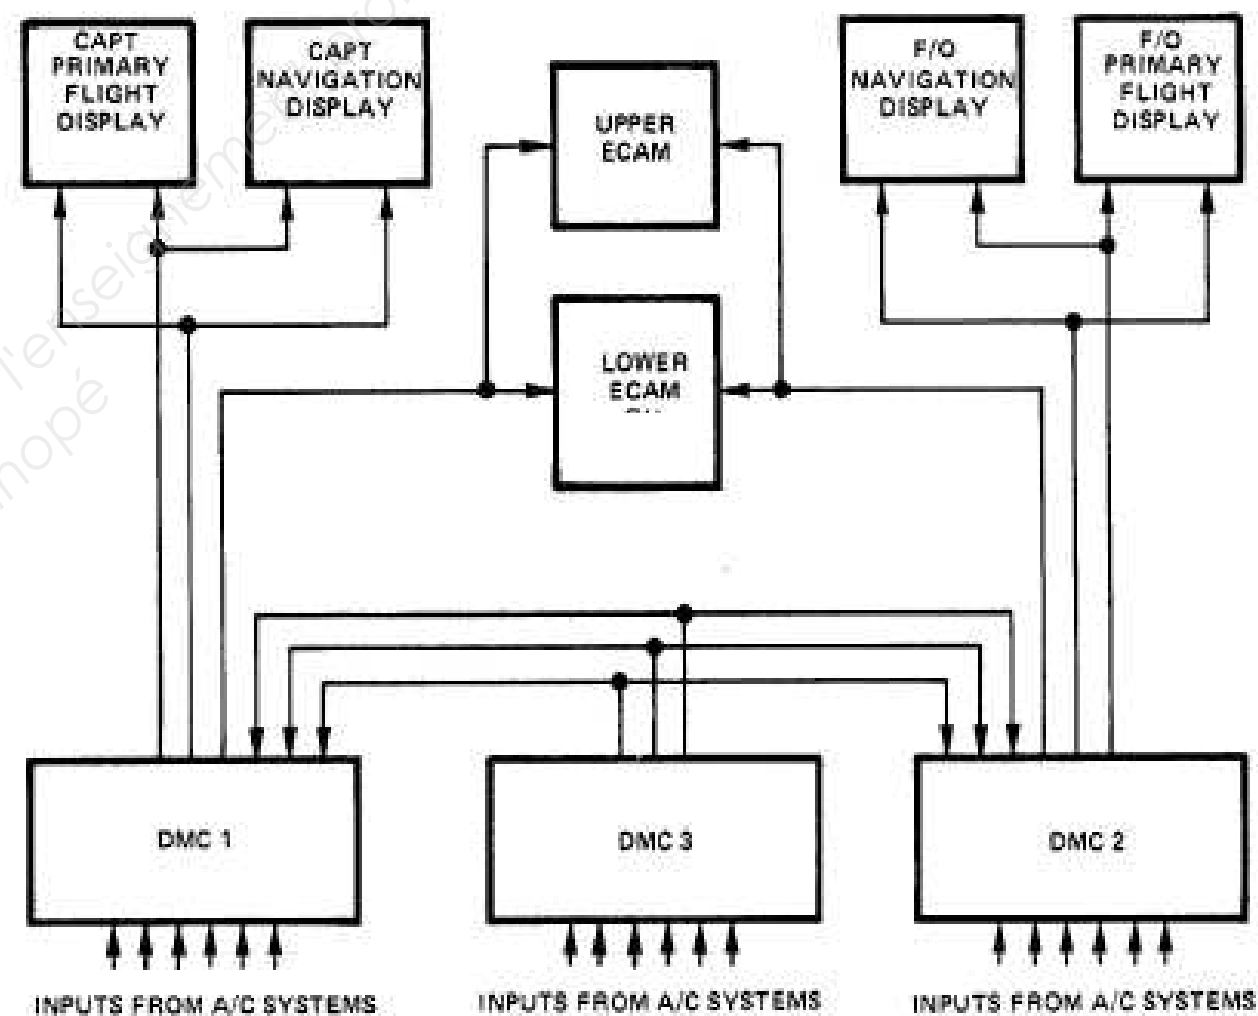 CAPT
PRIMARY
FLIGHT
DISPLAY
CAPT
NAVIGATION
DISPLAY
UPPER
ECAM
F/O
NAVIGATION
DISPLAY
F/O
PRIMARY
FLIGHT
DISPLAY
LOWER
ECAM
DMC 1
DMC 3
DMC 2
INPUTS FROM A/C SYSTEMS
INPUTS FROM A/C SYSTEMS
INPUTS FROM A/C SYSTEMS
l'enseignement